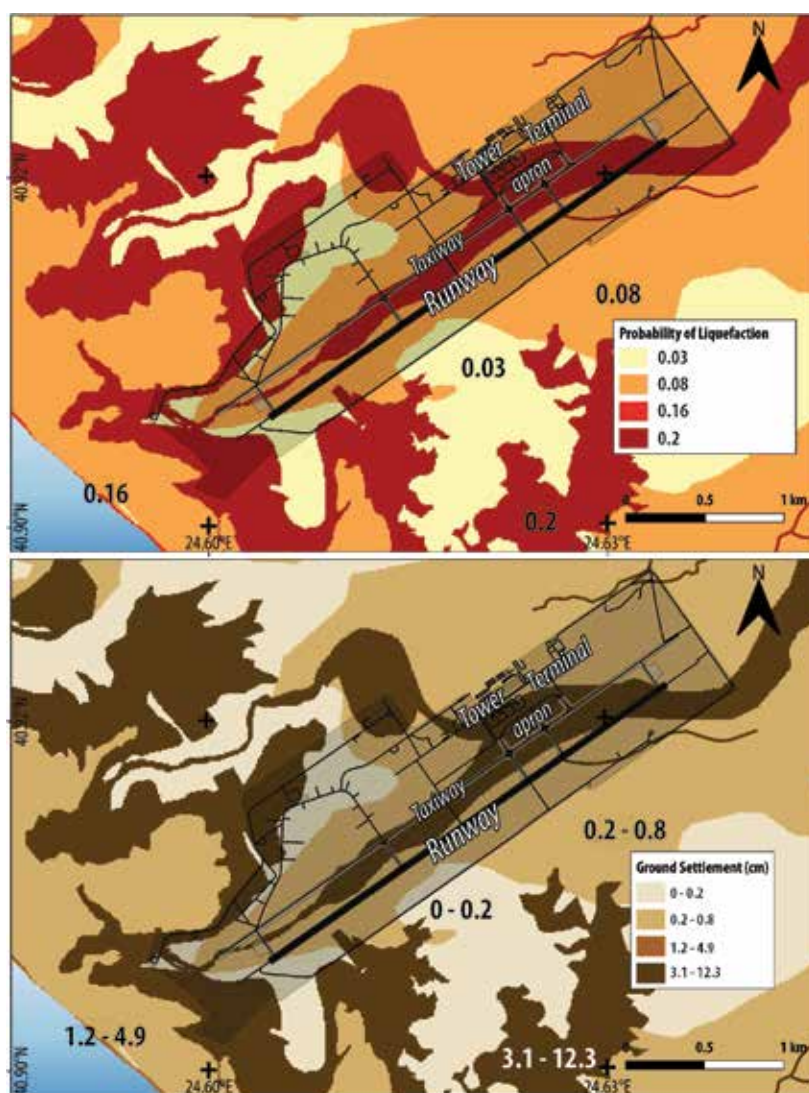 N
40.92°N
Tower
Terminal
apron
Taxiway
Runway
0.08
0.03
Probability of Liquefaction
0.03
0.08
0.16
0.2
0.16
0.2
0 0.5 1 km
40.90°N
24.60°E
24.63°E
N
Tower
Terminal
apron
Taxiway
Runway
0.2 - 0.8
0 - 0.2
Ground Settlement (cm)
0 - 0.2
0.2 - 0.8
1.2 - 4.9
3.1 - 12.3
1.2 - 4.9
3.1 - 12.3
0 0.5 1 km
40.90°N
24.60°E
24.63°E